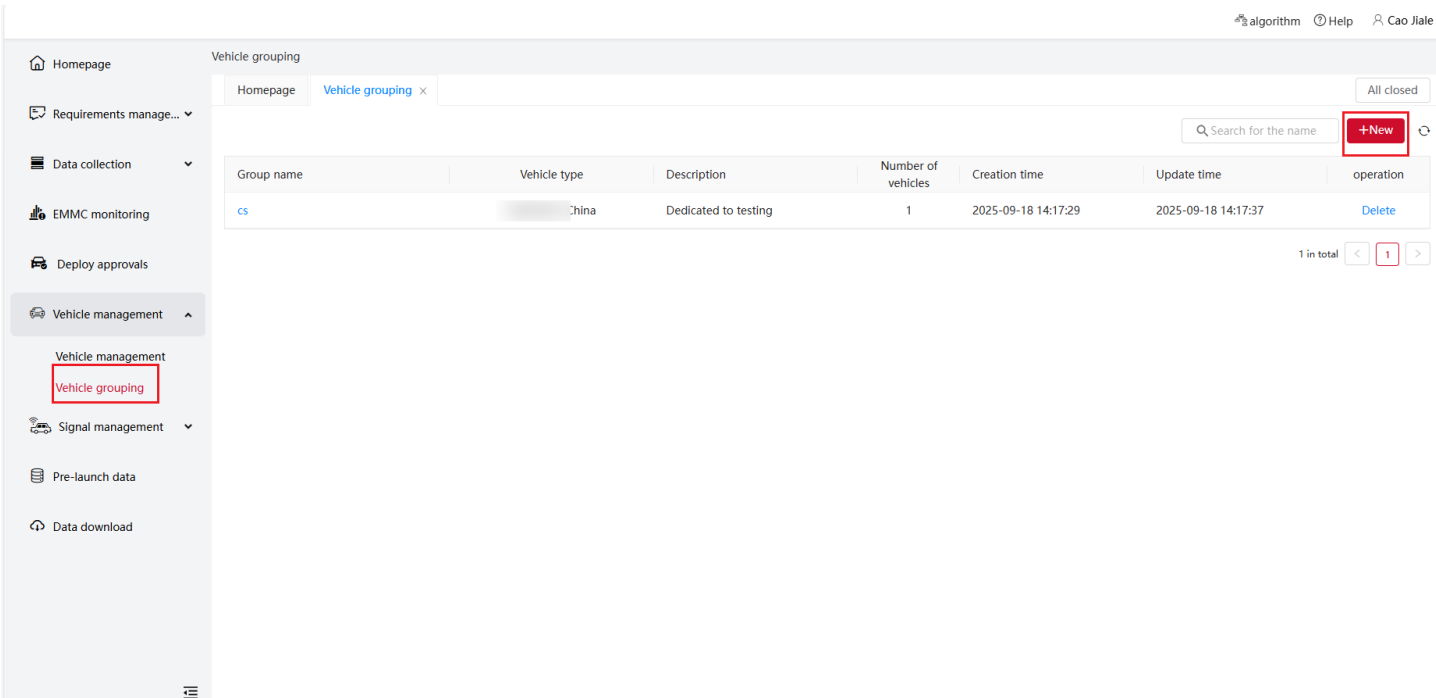 algorithm Help Cao Jiale
Homepage
Requirements manage...
Data collection
EMMC monitoring
Deploy approvals
Vehicle management
Vehicle management
Vehicle grouping
Signal management
Pre-launch data
Data download
Vehicle grouping
Homepage Vehicle grouping × All closed
Search for the name +New
Group name Vehicle type Description Number of vehicles Creation time Update time operation
cs China Dedicated to testing 1 2025-09-18 14:17:29 2025-09-18 14:17:37 Delete
1 in total < 1 >